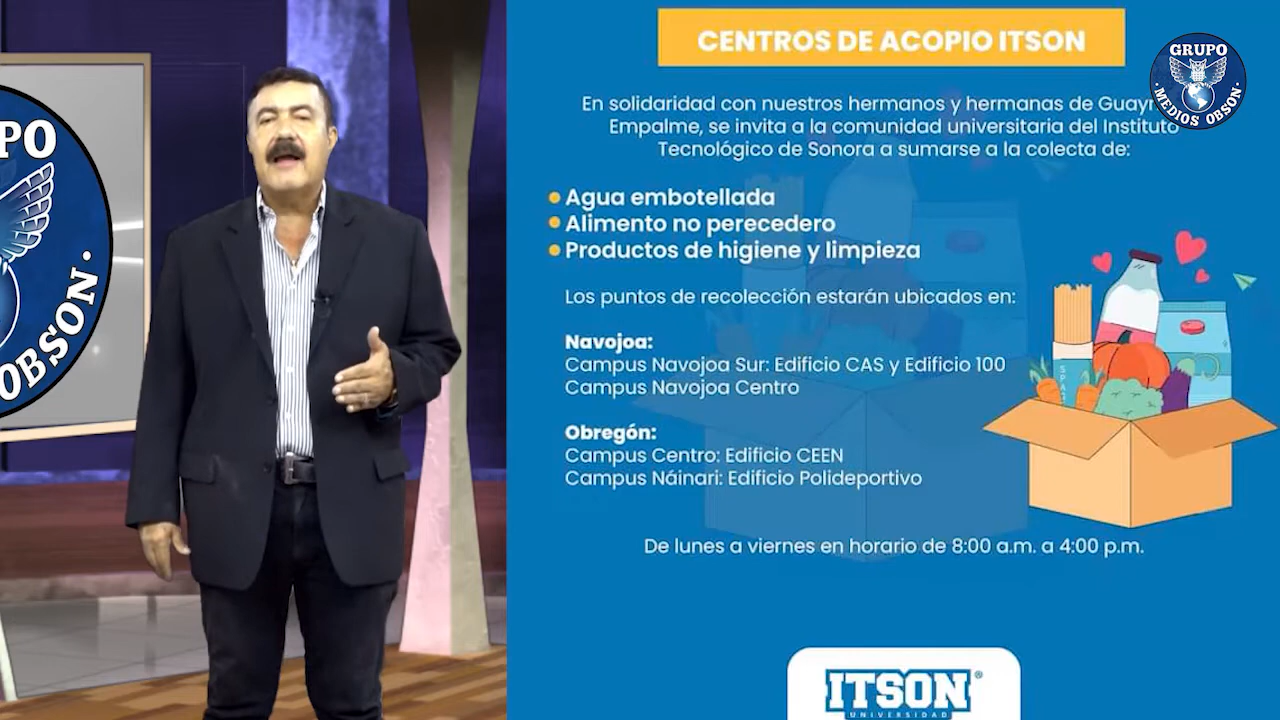 UPO
OBSON.
CENTROS DE ACOPIO ITSON
GRUPO
·MEDIOS OBSON·
En solidaridad con nuestros hermanos y hermanas de
Empalme, se invita a la comunidad universitaria del Instituto
Tecnológico de Sonora a sumarse a la colecta de:
Agua embotellada
Alimento no perecedero
Productos de higiene y limpieza
Los puntos de recolección estarán ubicados en:
Navojoa:
Campus Navojoa Sur: Edificio CAS y Edificio 100
Campus Navojoa Centro
Obregón:
Campus Centro: Edificio CEEN
Campus Náinari: Edificio Polideportivo
De lunes a viernes en horario de 8:00 a.m. a 4:00 p.m.
ITSON®
UNIVERSIDAD